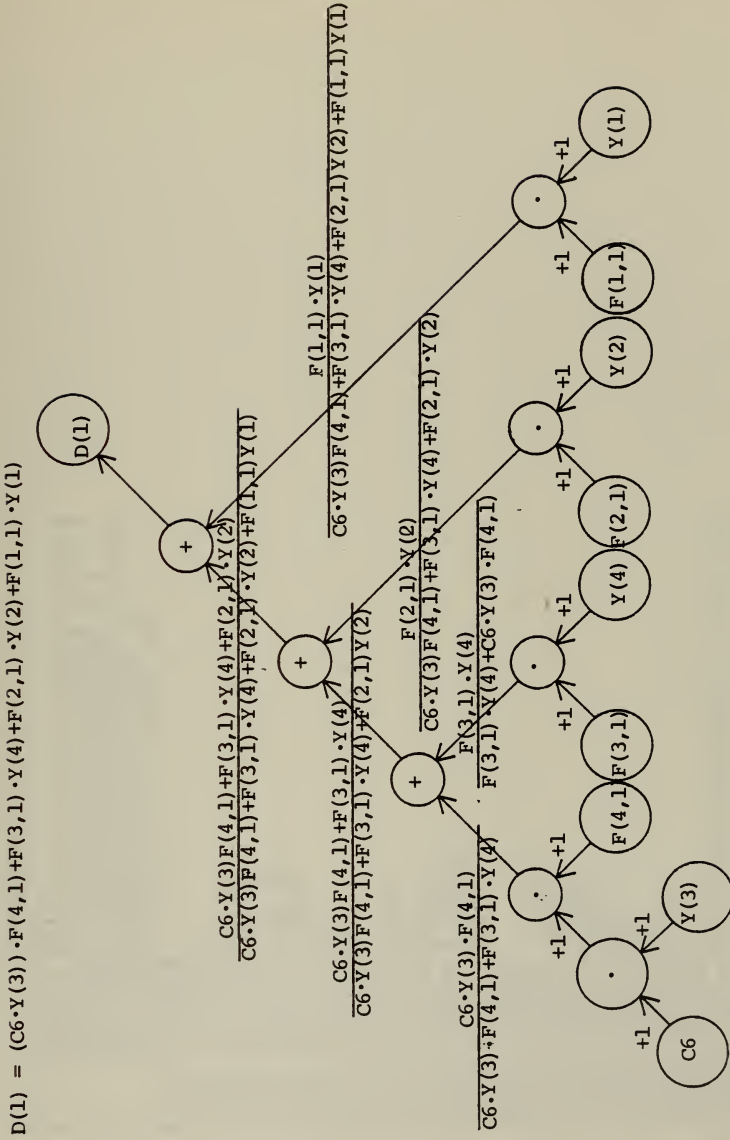 D(1) = (C6·Y(3))·F(4,1)+F(3,1)·Y(4)+F(2,1)·Y(2)+F(1,1)·Y(1)
D(1)
+
C6·Y(3)F(4,1)+F(3,1)·Y(4)+F(2,1)·Y(2)
C6·Y(3)F(4,1)+F(3,1)·Y(4)+F(2,1)·Y(2)+F(1,1)Y(1)
F(1,1)·Y(1)
C6·Y(3)F(4,1)+F(3,1)·Y(4)+F(2,1)Y(2)+F(1,1)Y(1)
+
C6·Y(3)F(4,1)+F(3,1)·Y(4)
C6·Y(3)F(4,1)+F(3,1)·Y(4)+F(2,1)Y(2)
F(2,1)·Y(2)
C6·Y(3)F(4,1)+F(3,1)·Y(4)+F(2,1)·Y(2)
+
C6·Y(3)·F(4,1)
C6·Y(3)·F(4,1)+F(3,1)·Y(4)
F(3,1)·Y(4)
F(3,1)·Y(4)+C6·Y(3)·F(4,1)
· · · ·
+1 +1 +1 +1 +1 +1 +1 +1
· F(4,1) F(3,1) Y(4) F(2,1) Y(2) F(1,1) Y(1)
+1 +1
C6 Y(3)